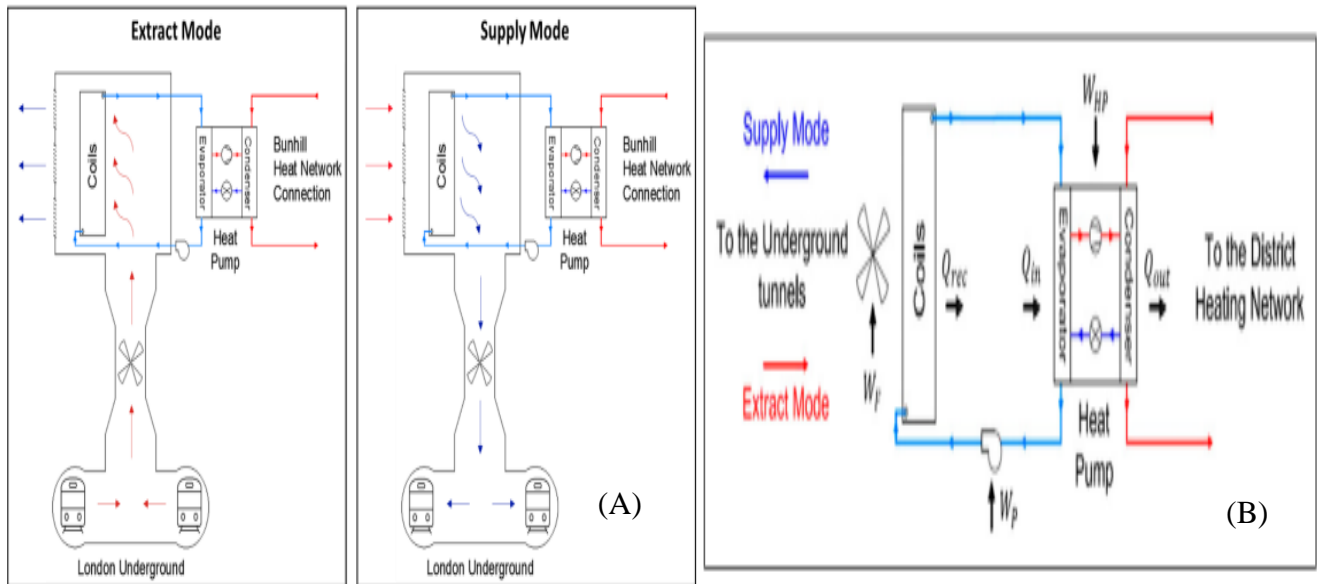 Extract Mode
Coils
Evaporator
Condenser
Bunhill
Heat Network
Connection
Heat
Pump
London Underground
Supply Mode
Coils
Evaporator
Condenser
Bunhill
Heat Network
Connection
Heat
Pump
(A)
London Underground
W_HP
Supply Mode
To the Underground
tunnels
Extract Mode
W_F
Coils
Q_rec
Q_in
Evaporator
Condenser
Q_out
To the District
Heating Network
Heat
Pump
W_P
(B)